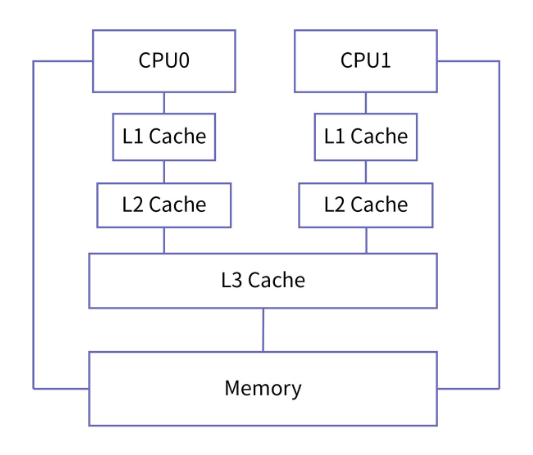 CPU0
CPU1
L1 Cache
L1 Cache
L2 Cache
L2 Cache
L3 Cache
Memory